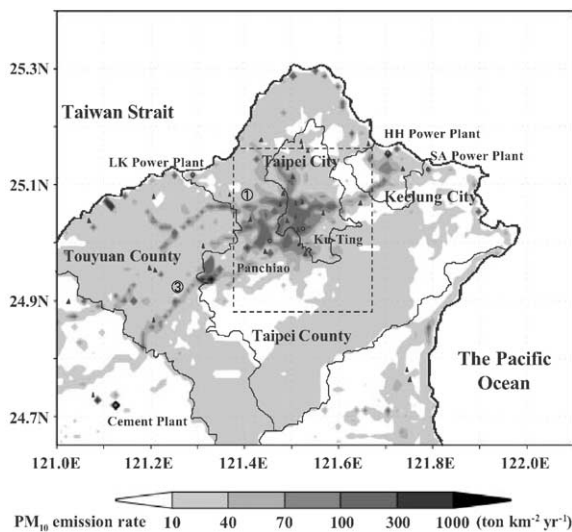 25.3N
Taiwan Strait
HH Power Plant
LK Power Plant
Taipei City
SA Power Plant
25.1N
①
Keelung City
Touyuan County
Ku-Ting
Panchiao
③
24.9N
Taipei County
The Pacific
Ocean
24.7N
Cement Plant
121.0E 121.2E 121.4E 121.6E 121.8E 122.0E
PM₁₀ emission rate 10 40 70 100 300 1000 (ton km⁻² yr⁻¹)